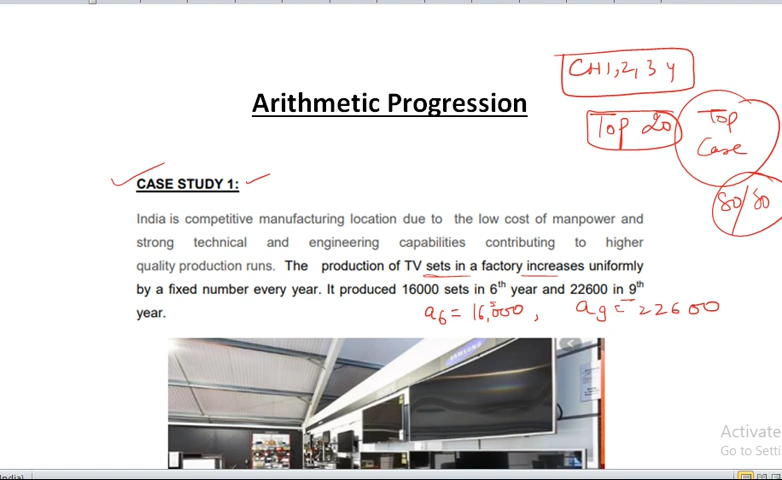 CH 1, 2, 3 4
Arithmetic Progression
Top 20
Top
Case
80/80
CASE STUDY 1:
India is competitive manufacturing location due to the low cost of manpower and
strong technical and engineering capabilities contributing to higher
quality production runs. The production of TV sets in a factory increases uniformly
by a fixed number every year. It produced 16000 sets in 6th year and 22600 in 9th
year.
a6 = 16,000, a9 = 22600
SAMSUNG
Activate
Go to Setti
India)